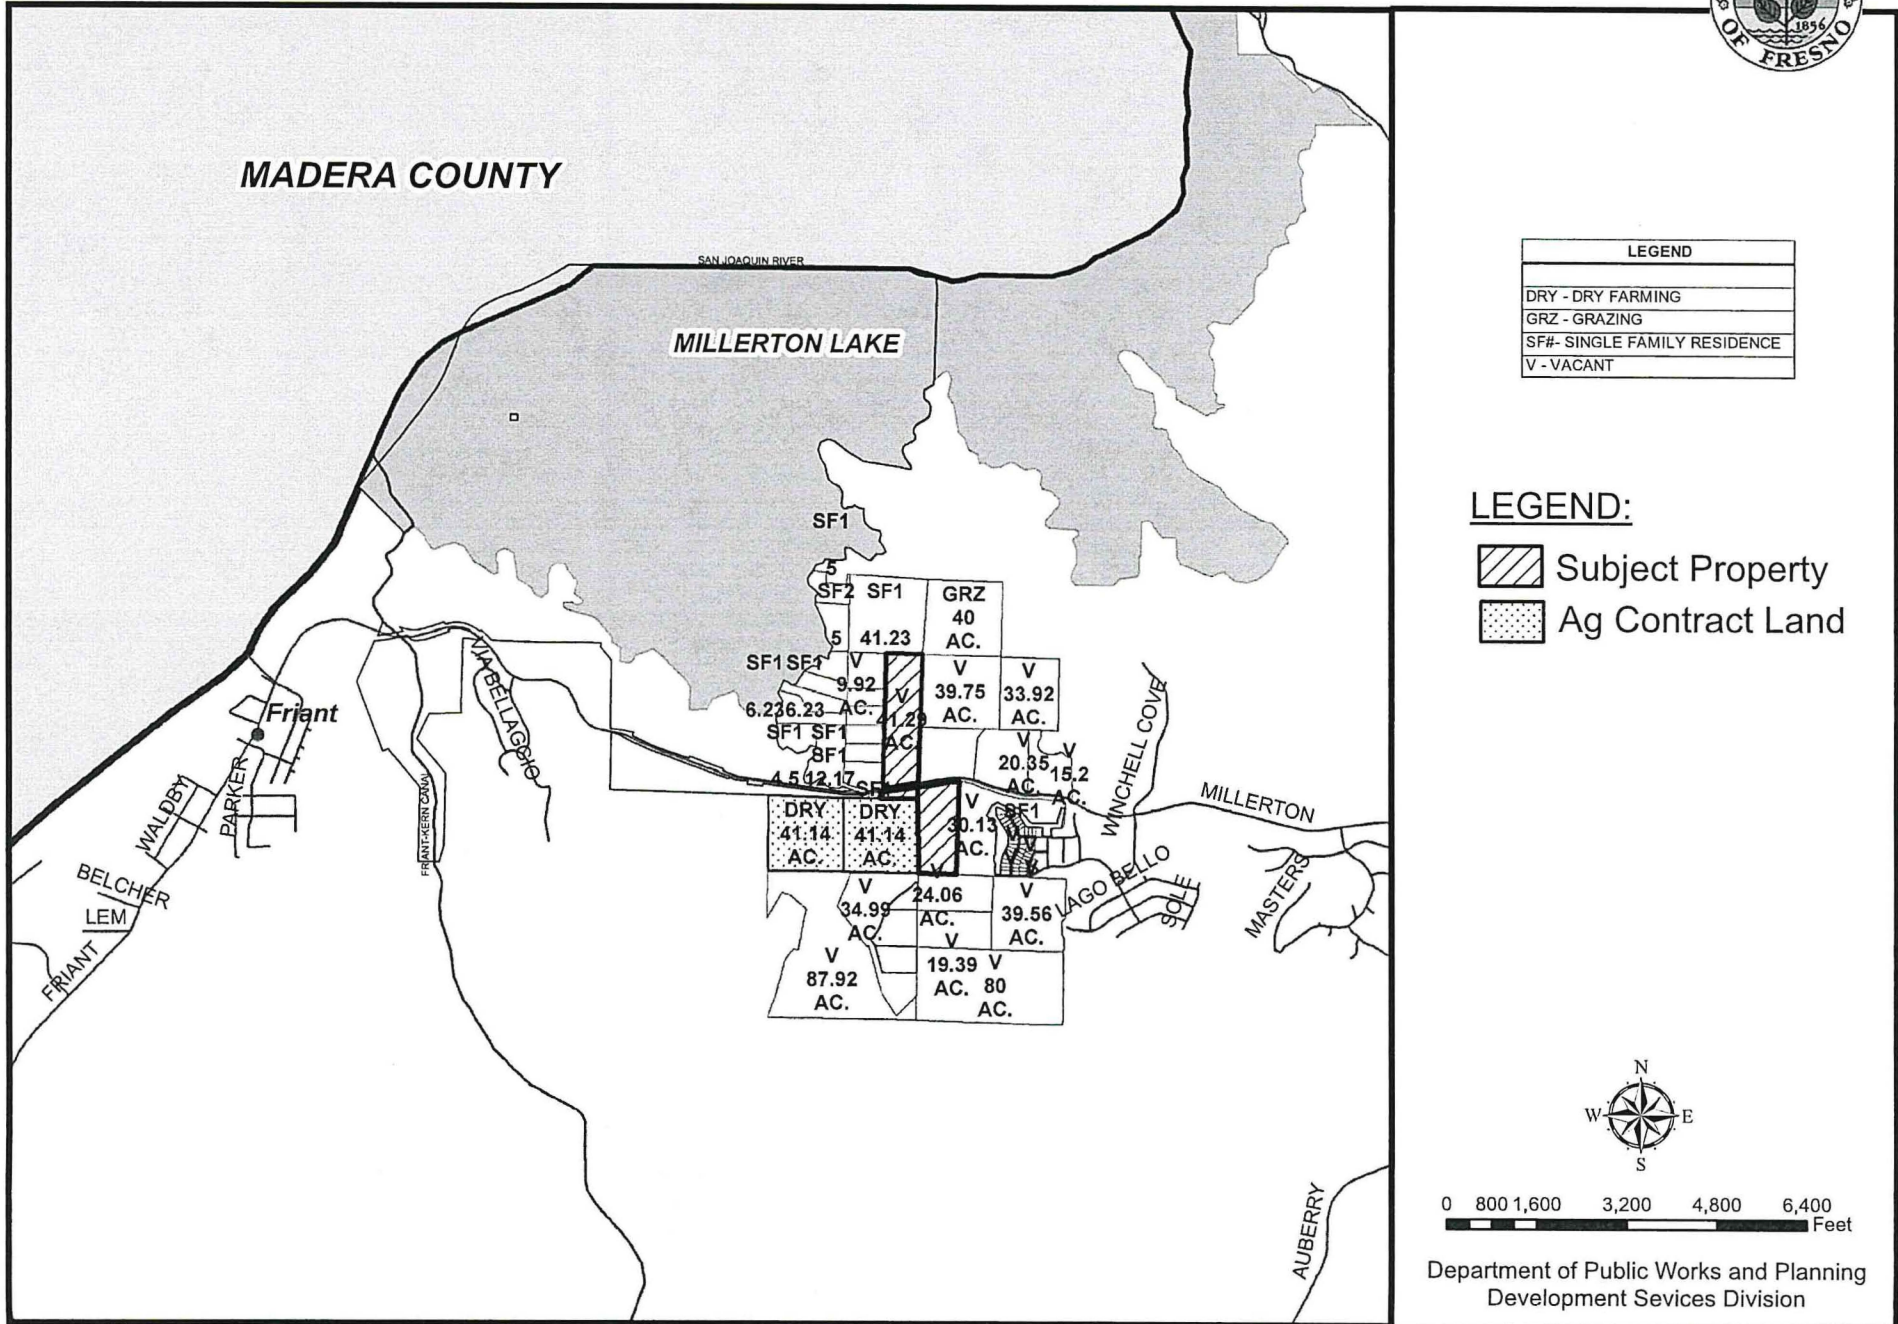 1856
OF FRESNO
MADERA COUNTY
SAN JOAQUIN RIVER
MILLERTON LAKE
SF1
5
SF2 SF1
5 41.23
GRZ
40
AC.
SF1 SF1
V
9.92
AC.
V
41.29
AC.
V
39.75
AC.
V
33.92
AC.
6.23 6.23
SF1 SF1
SF1
4.5 12.17
SF1
V
20.35
AC.
V
15.2
AC.
DRY
41.14
AC.
DRY
41.14
AC.
V
30.13
AC.
SF1
V V
V V
V
34.99
AC.
V
24.06
AC.
V
39.56
AC.
V
87.92
AC.
V
19.39
AC.
V
80
AC.
Friant
WALDBY
PARKER
BELCHER
LEM
FRIANT
FRIANT-KERN CANAL
VIA BELLAGGIO
WINCHELL COVE
MILLERTON
LAGO BELLO
SOLE
MASTERS
AUBERRY
LEGEND
DRY - DRY FARMING
GRZ - GRAZING
SF#- SINGLE FAMILY RESIDENCE
V - VACANT
LEGEND:
Subject Property
Ag Contract Land
N
W E
S
0 800 1,600 3,200 4,800 6,400
Feet
Department of Public Works and Planning
Development Sevices Division